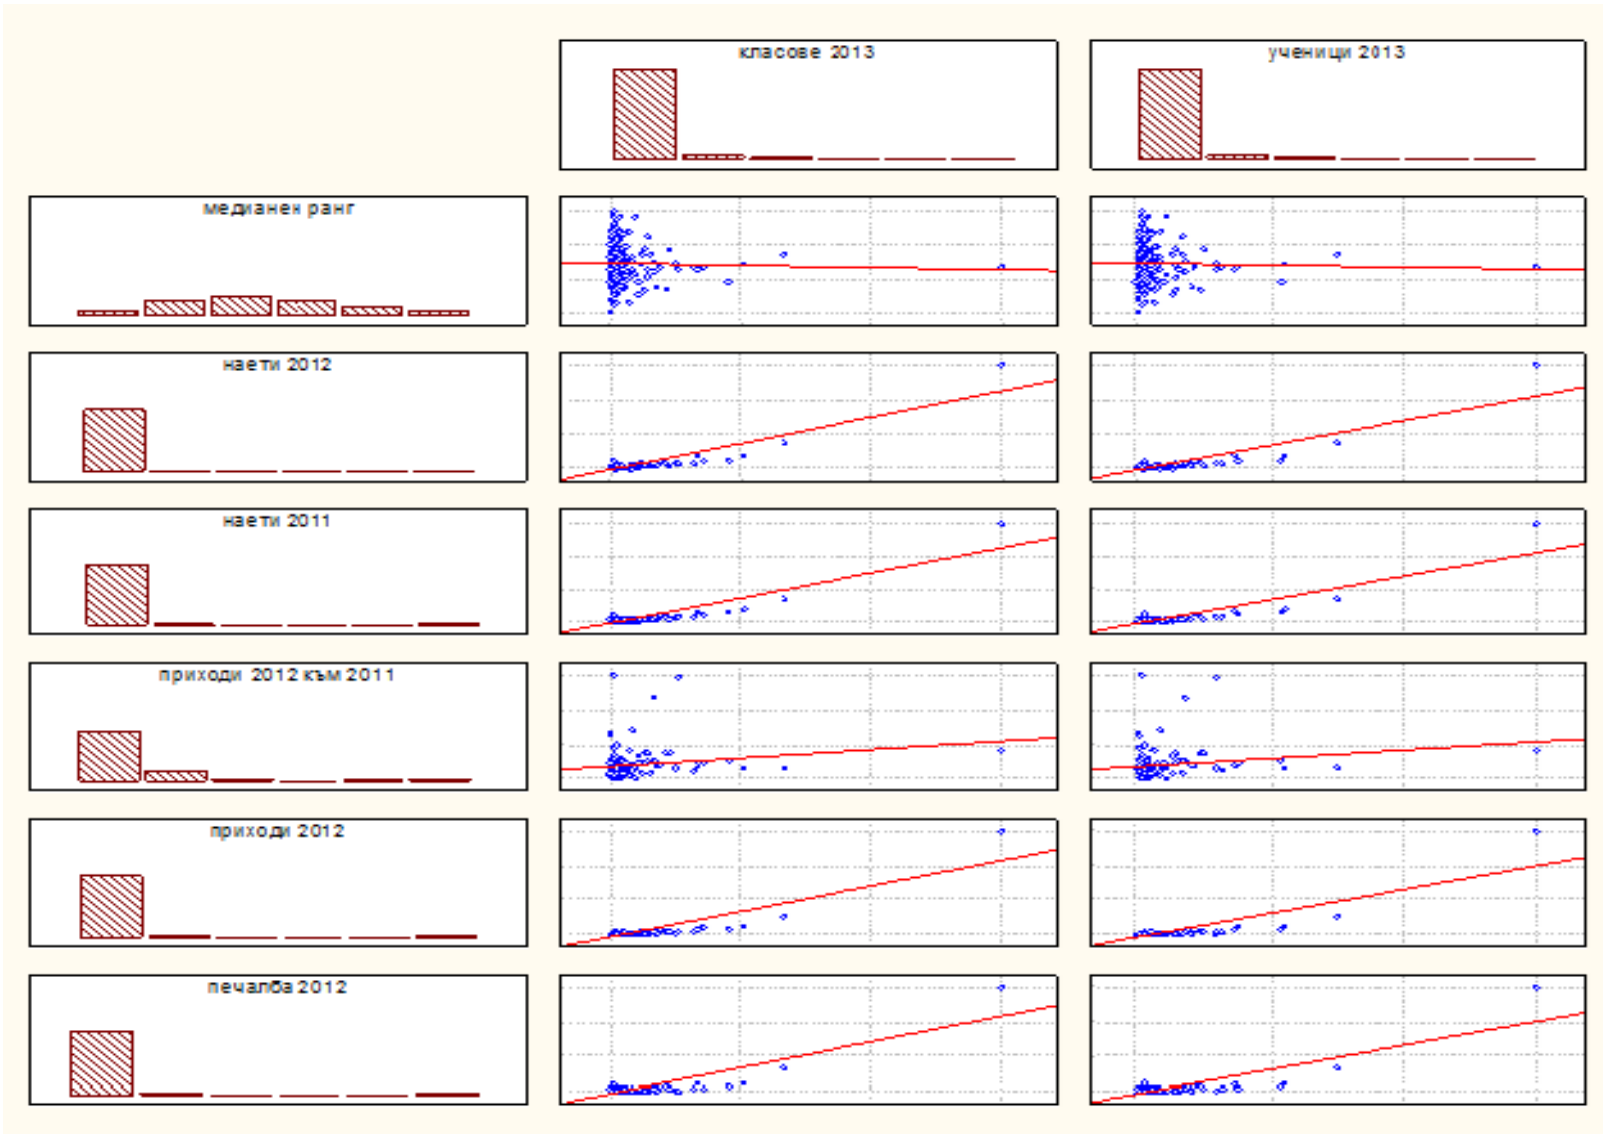 класове 2013
ученици 2013
медианен ранг
наети 2012
наети 2011
приходи 2012 към 2011
приходи 2012
печалба 2012